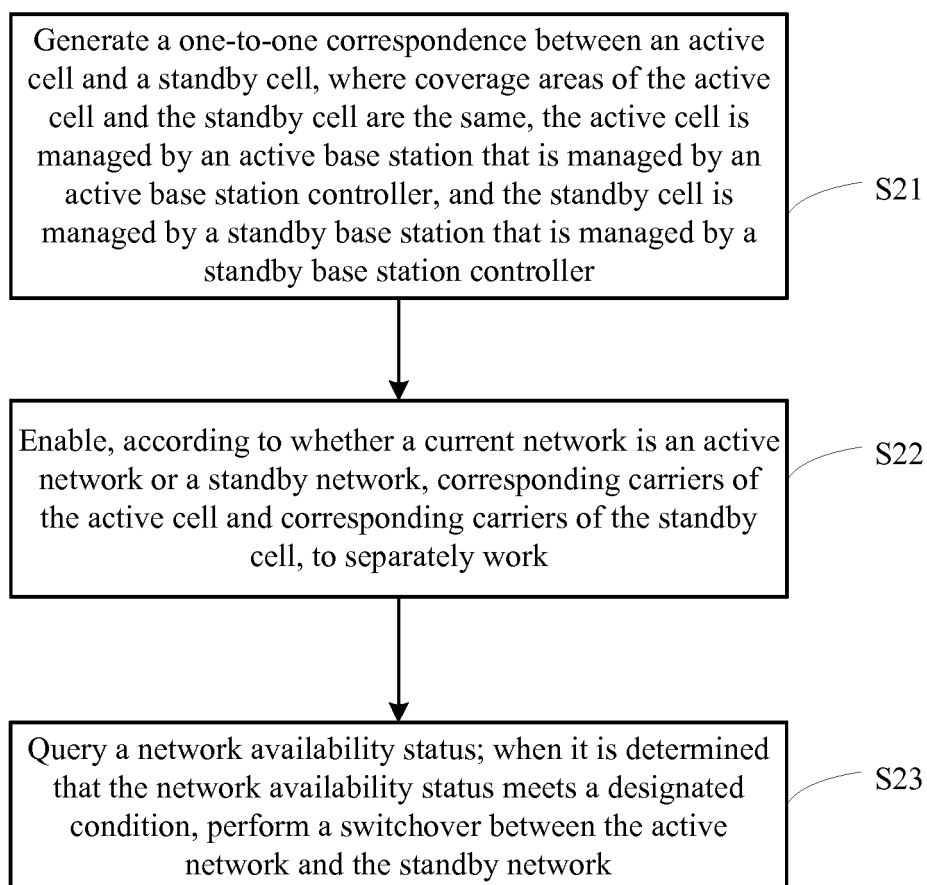 Generate a one-to-one correspondence between an active
cell and a standby cell, where coverage areas of the active
cell and the standby cell are the same, the active cell is
managed by an active base station that is managed by an
active base station controller, and the standby cell is
managed by a standby base station that is managed by a
standby base station controller
S21
Enable, according to whether a current network is an active
network or a standby network, corresponding carriers of
the active cell and corresponding carriers of the standby
cell, to separately work
S22
Query a network availability status; when it is determined
that the network availability status meets a designated
condition, perform a switchover between the active
network and the standby network
S23